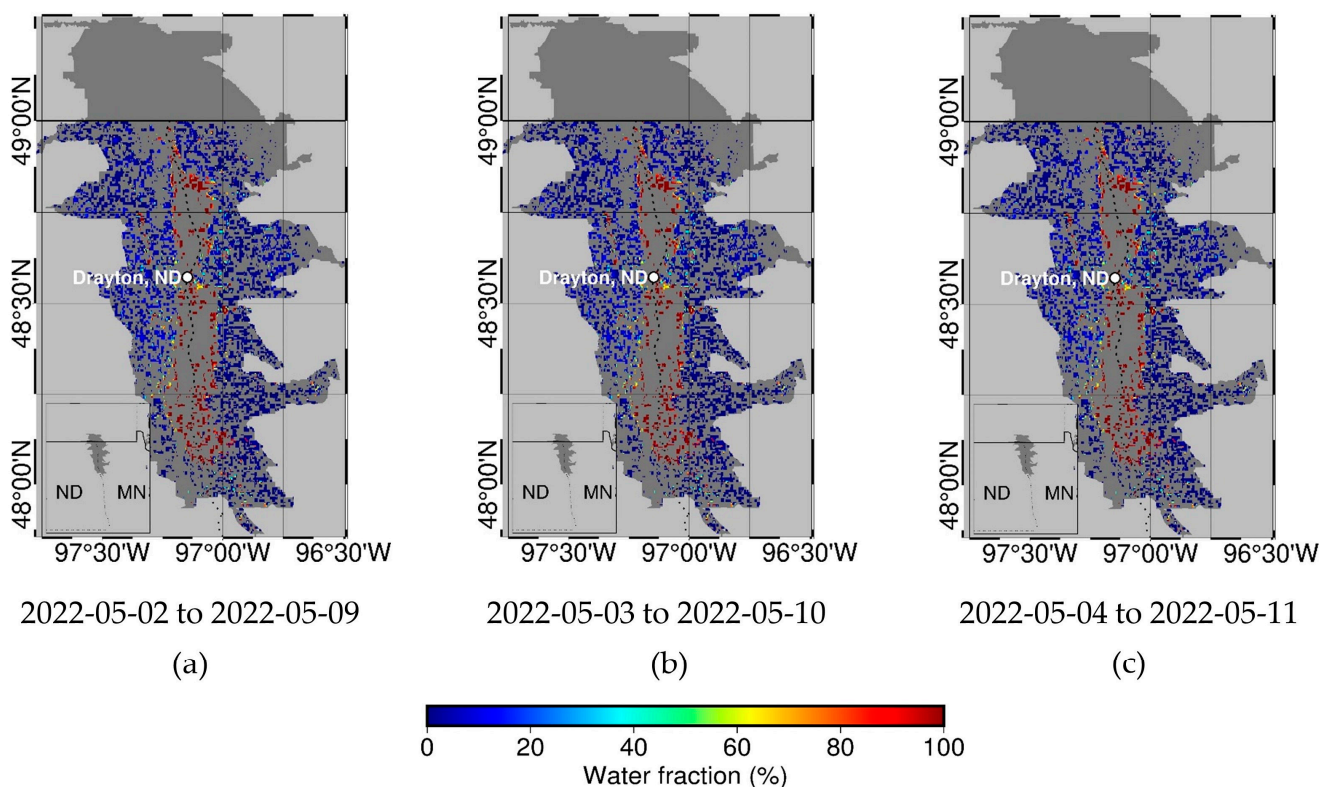 49°00'N
48°30'N
48°00'N
Drayton, ND
ND MN
97°30'W 97°00'W 96°30'W
49°00'N
48°30'N
48°00'N
Drayton, ND
ND MN
97°30'W 97°00'W 96°30'W
49°00'N
48°30'N
48°00'N
Drayton, ND
ND MN
97°30'W 97°00'W 96°30'W
2022-05-02 to 2022-05-09
2022-05-03 to 2022-05-10
2022-05-04 to 2022-05-11
(a)
(b)
(c)
0 20 40 60 80 100
Water fraction (%)